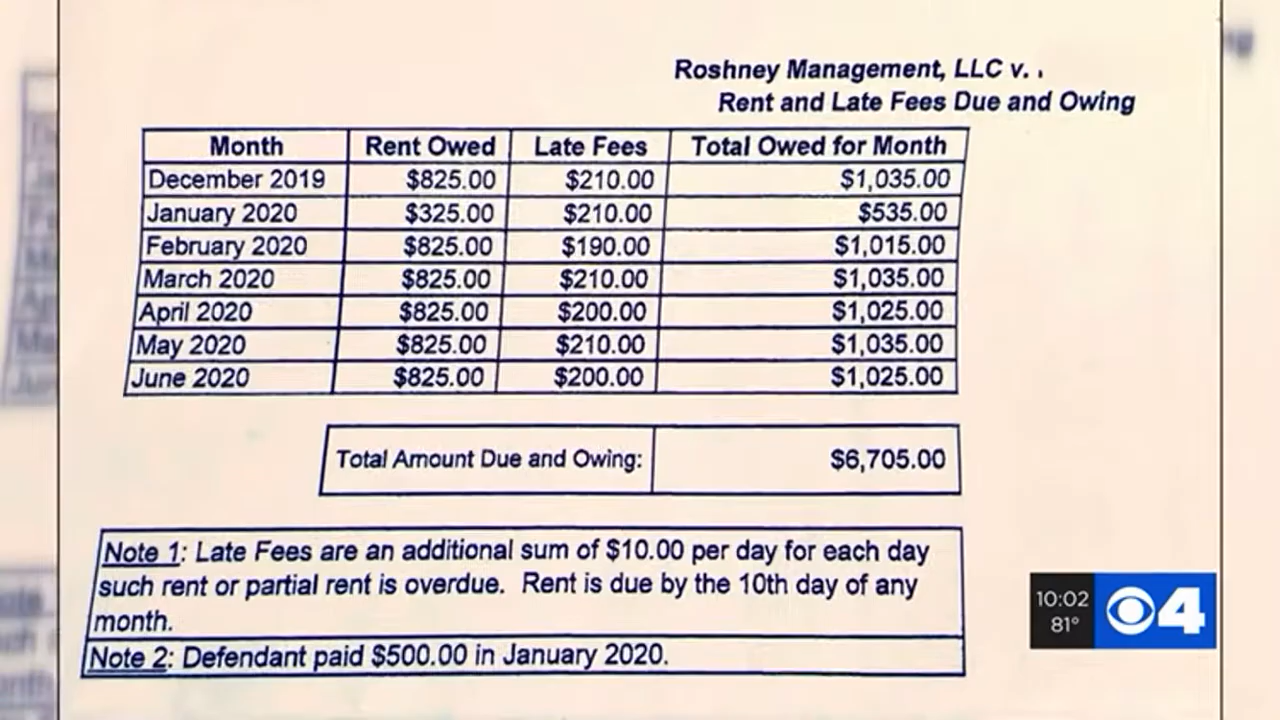 Roshney Management, LLC v. .
Rent and Late Fees Due and Owing
Month Rent Owed Late Fees Total Owed for Month
December 2019 $825.00 $210.00 $1,035.00
January 2020 $325.00 $210.00 $535.00
February 2020 $825.00 $190.00 $1,015.00
March 2020 $825.00 $210.00 $1,035.00
April 2020 $825.00 $200.00 $1,025.00
May 2020 $825.00 $210.00 $1,035.00
June 2020 $825.00 $200.00 $1,025.00
Total Amount Due and Owing: $6,705.00
Note 1: Late Fees are an additional sum of $10.00 per day for each day
such rent or partial rent is overdue. Rent is due by the 10th day of any
month.
Note 2: Defendant paid $500.00 in January 2020.
10:02
81°
4